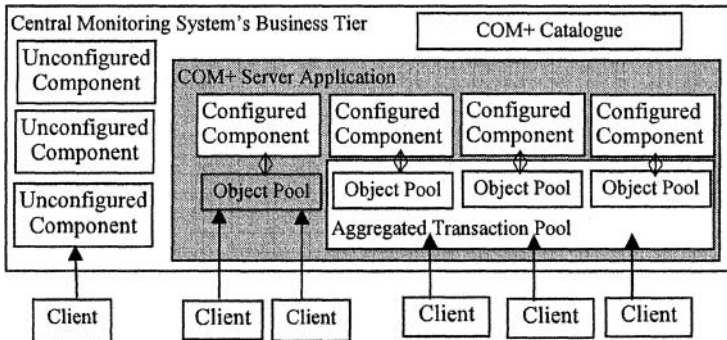 Central Monitoring System's Business Tier
COM+ Catalogue
Unconfigured
Component
Unconfigured
Component
Unconfigured
Component
COM+ Server Application
Configured
Component
Configured
Component
Configured
Component
Configured
Component
Object Pool
Object Pool
Object Pool
Object Pool
Aggregated Transaction Pool
Client
Client
Client
Client
Client
Client